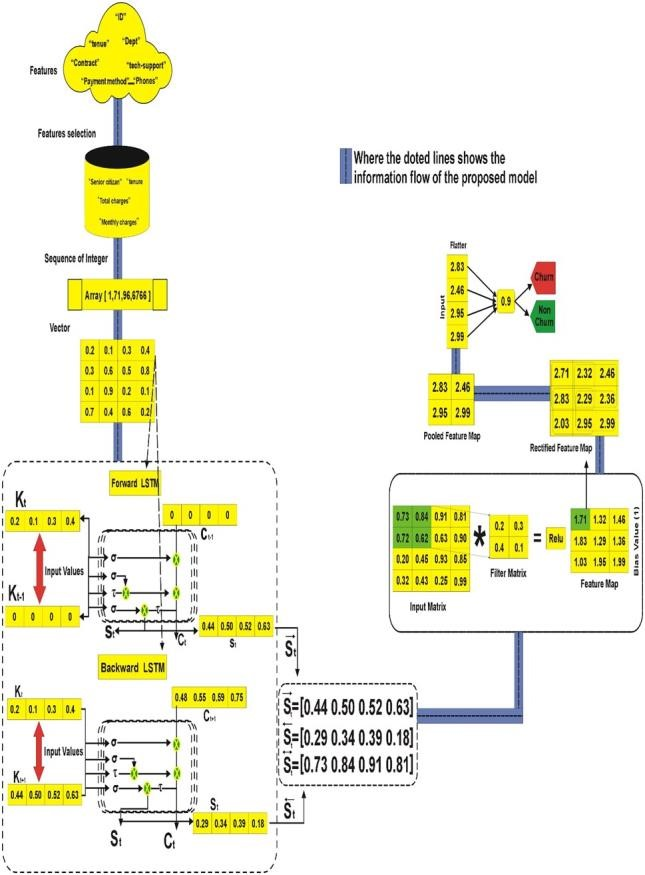 "ID"
"tenue" "Dept"
"Contract" "tech-support"
"Payment method" "Phones"
Features
Features selection
"Senior citizan" "tenure
"Total charges"
"Monthly charges"
Sequence of Integer
Array [ 1,71,96,6766 ]
Vector
0.2 0.1 0.3 0.4
0.3 0.6 0.5 0.8
0.1 0.9 0.2 0.1
0.7 0.4 0.6 0.2
Where the doted lines shows the
information flow of the proposed model
Flatter
Input
2.83
2.46
2.95
2.99
0.9
Churn
Non
Churn
2.83 2.46
2.95 2.99
Pooled Feature Map
2.71 2.32 2.46
2.83 2.29 2.36
2.03 2.95 2.99
Rectified Feature Map
Forward LSTM
Kt
0.2 0.1 0.3 0.4
Input Values
Kt-1
0 0 0 0
0 0 0 0
Ct-1
σ
σ
τ
σ τ
St Ct
0.44 0.50 0.52 0.63
St
St
Backward LSTM
Kt
0.2 0.1 0.3 0.4
Input Values
Kt+1
0.44 0.50 0.52 0.63
0.48 0.55 0.59 0.75
Ct+1
σ
σ
τ
σ τ
St Ct
St
0.29 0.34 0.39 0.18
St
S=[0.44 0.50 0.52 0.63]
S=[0.29 0.34 0.39 0.18]
S=[0.73 0.84 0.91 0.81]
0.73 0.84 0.91 0.81
0.72 0.62 0.63 0.90
0.20 0.45 0.93 0.85
0.32 0.43 0.25 0.99
Input Matrix
*
0.2 0.3
0.4 0.1
Filter Matrix
=
Relu
1.71 1.32 1.46
1.83 1.29 1.36
1.03 1.95 1.99
Feature Map
Bias Value (1)